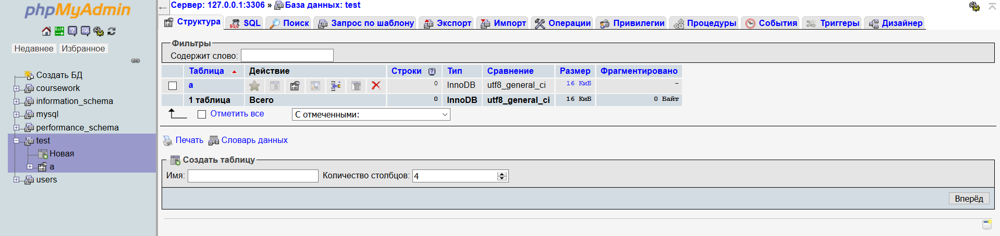 phpMyAdmin
Недавнее Избранное
Создать БД
coursework
information_schema
mysql
performance_schema
test
Новая
a
users
Сервер: 127.0.0.1:3306 » База данных: test
Структура SQL Поиск Запрос по шаблону Экспорт Импорт Операции Привилегии Процедуры События Триггеры Дизайнер
Фильтры
Содержит слово:
Таблица Действие Строки Тип Сравнение Размер Фрагментировано
a 0 InnoDB utf8_general_ci 16 КиБ -
1 таблица Всего 0 InnoDB utf8_general_ci 16 КиБ 0 Байт
Отметить все С отмеченными:
Печать Словарь данных
Создать таблицу
Имя: Количество столбцов: 4
Вперёд